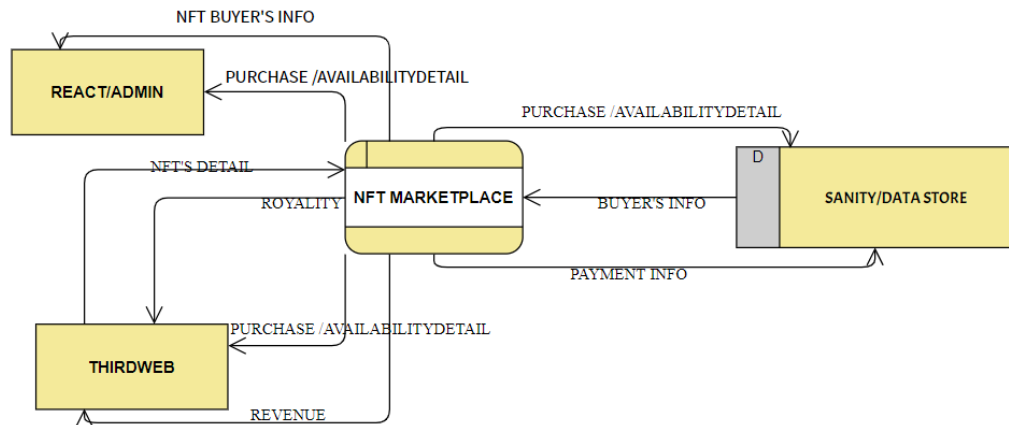 NFT BUYER'S INFO
REACT/ADMIN
PURCHASE /AVAILABILITYDETAIL
PURCHASE /AVAILABILITYDETAIL
D
NFT'S DETAIL
ROYALITY
NFT MARKETPLACE
BUYER'S INFO
SANITY/DATA STORE
PAYMENT INFO
PURCHASE /AVAILABILITYDETAIL
THIRDWEB
REVENUE